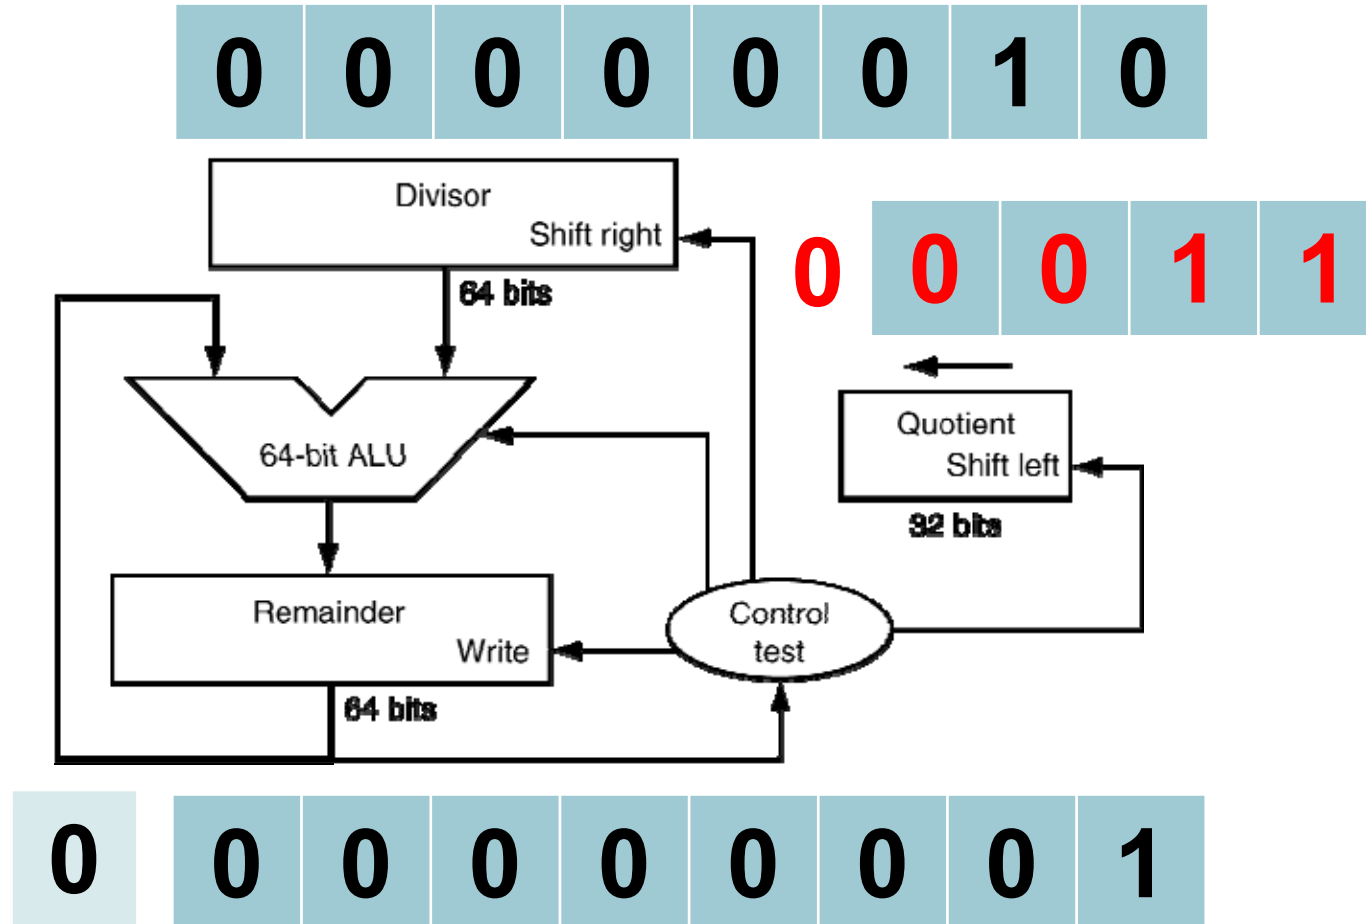 0 0 0 0 0 0 1 0
Divisor
Shift right
0 0 0 1 1
64 bits
Quotient
64-bit ALU
Shift left
32 bits
Remainder
Control
Write
test
64 bits
0 0 0 0 0 0 0 0 1